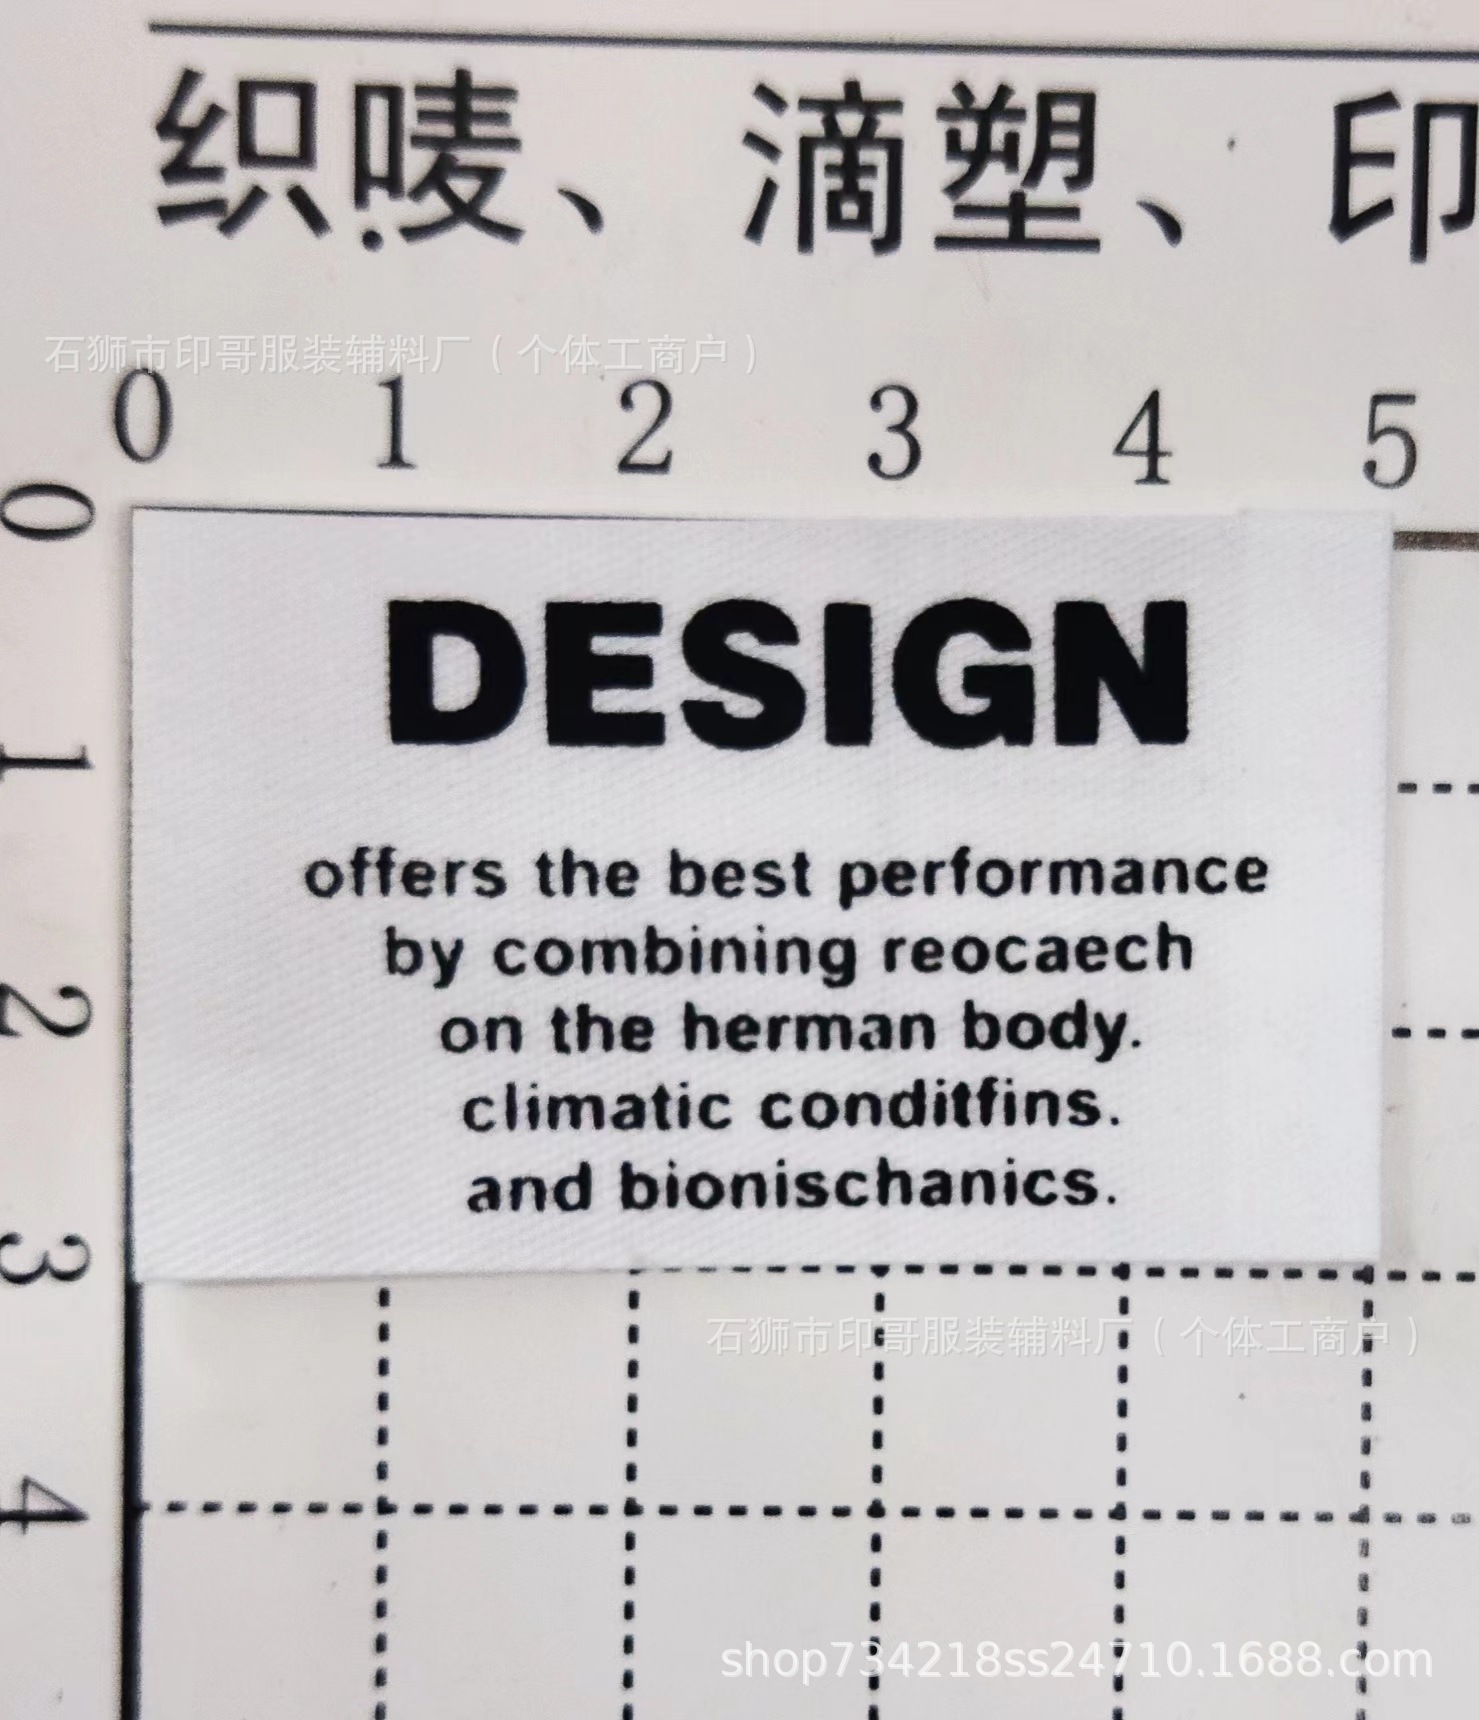 织唛、滴塑、印
石狮市印哥服装辅料厂（个体工商户）
0 1 2 3 4 5
0
1
2
3
4
DESIGN
offers the best performance
by combining reocaech
on the herman body.
climatic conditfins.
and bionischanics.
石狮市印哥服装辅料厂（个体工商户）
shop734218ss24710.1688.com